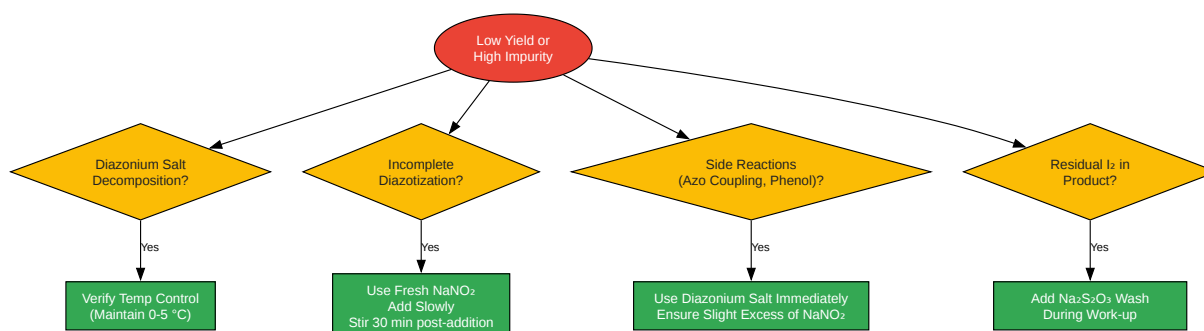 Low Yield or
High Impurity
Diazonium Salt
Decomposition?
Incomplete
Diazotization?
Side Reactions
(Azo Coupling, Phenol)?
Residual I₂ in
Product?
Yes
Yes
Yes
Yes
Verify Temp Control
(Maintain 0-5 °C)
Use Fresh NaNO₂
Add Slowly
Stir 30 min post-addition
Use Diazonium Salt Immediately
Ensure Slight Excess of NaNO₂
Add Na₂S₂O₃ Wash
During Work-up